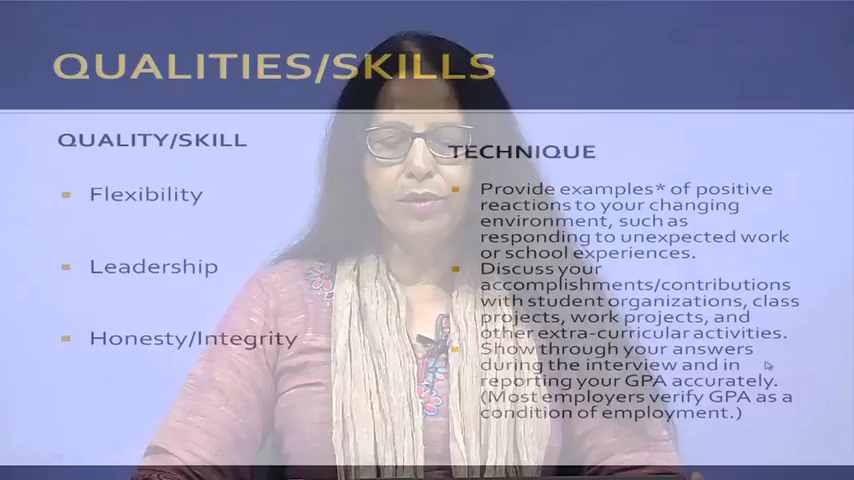 QUALITIES/SKILLS
QUALITY/SKILL
Flexibility
Leadership
Honesty/Integrity
TECHNIQUE
Provide examples* of positive
reactions to your changing
environment, such as
responding to unexpected work
or school experiences.
Discuss your
accomplishments/contributions
with student organizations, class
projects, work projects, and
other extra-curricular activities.
Show through your answers
during the interview and in
reporting your GPA accurately.
(Most employers verify GPA as a
condition of employment.)